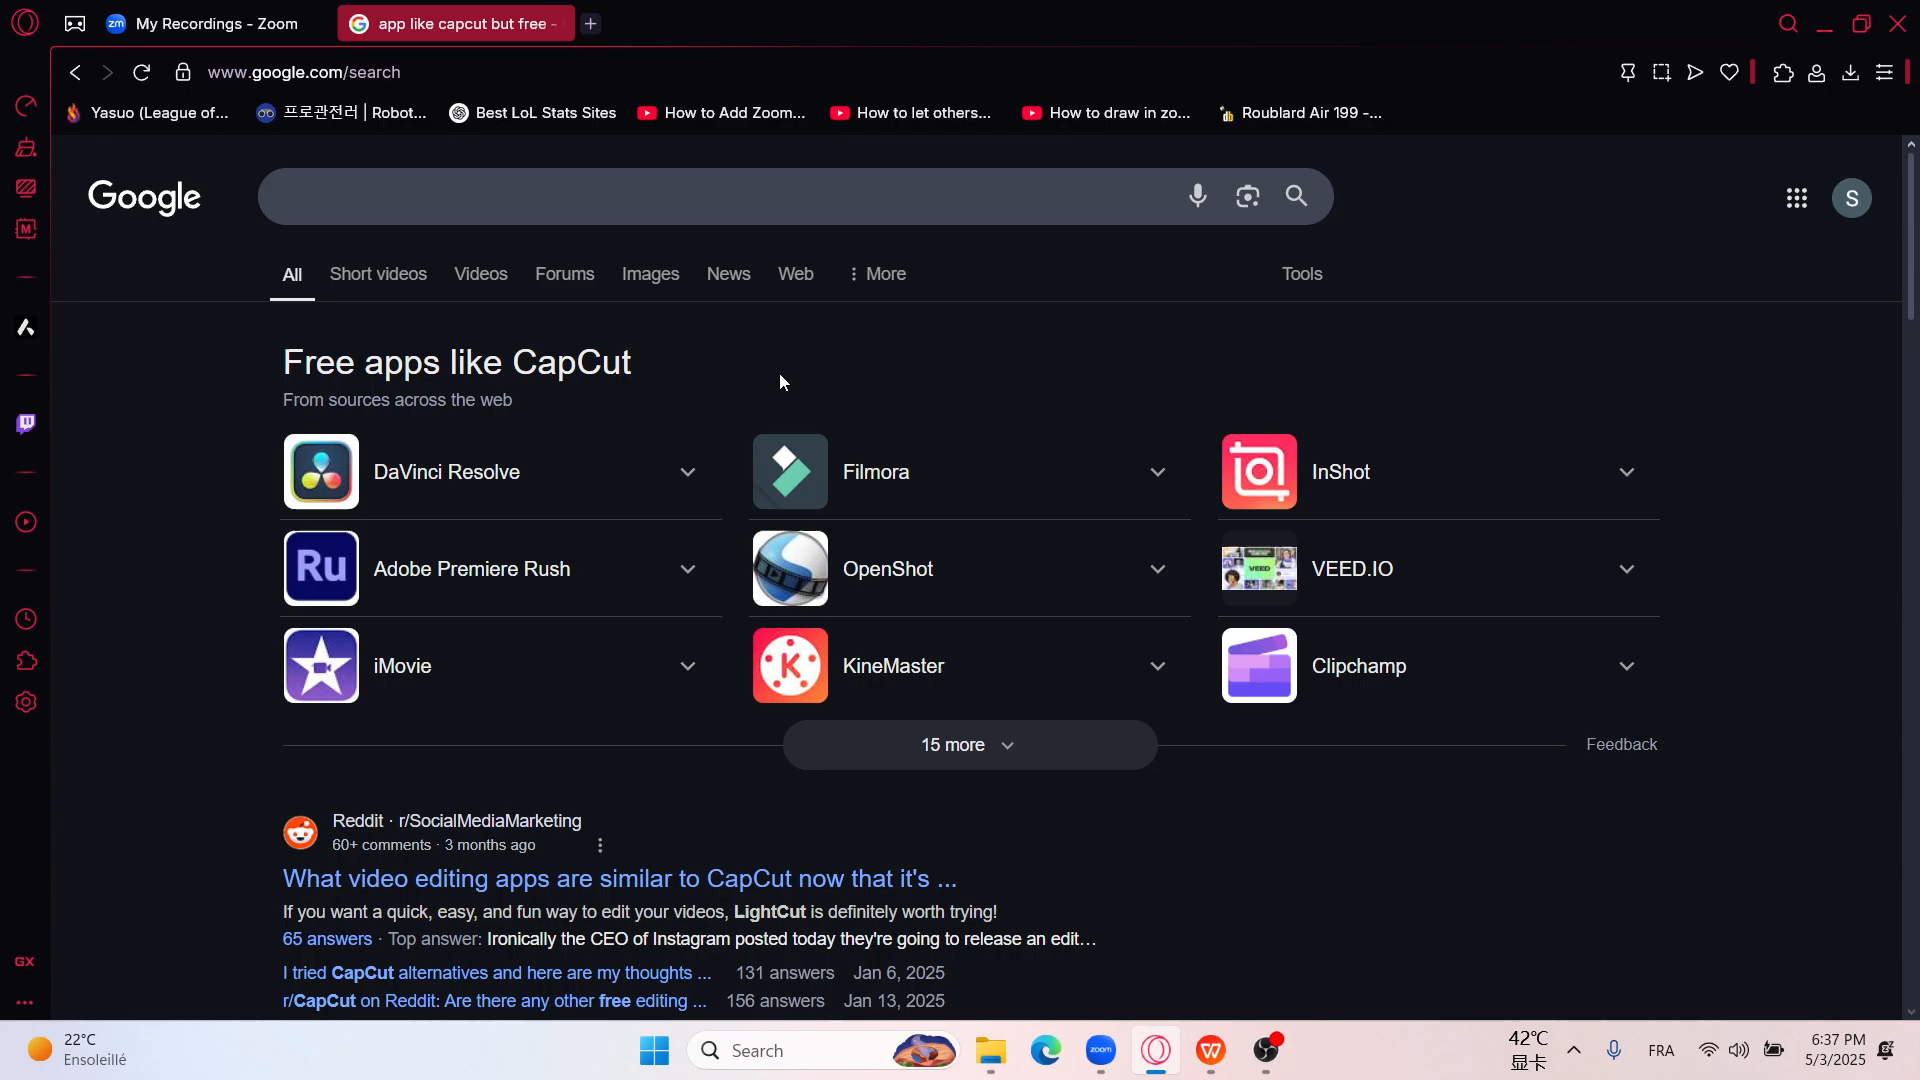 My Recordings - Zoom
app like capcut but free -
www.google.com/search
Yasuo (League of...
프로관전러 | Robot...
Best LoL Stats Sites
How to Add Zoom...
How to let others...
How to draw in zo...
Roublard Air 199 -...
Google
S
All
Short videos
Videos
Forums
Images
News
Web
More
Tools
Free apps like CapCut
From sources across the web
DaVinci Resolve
Filmora
InShot
Ru
Adobe Premiere Rush
OpenShot
VEED
VEED.IO
iMovie
K
KineMaster
Clipchamp
15 more
Feedback
Reddit · r/SocialMediaMarketing
60+ comments · 3 months ago
What video editing apps are similar to CapCut now that it's ...
If you want a quick, easy, and fun way to edit your videos, LightCut is definitely worth trying!
65 answers · Top answer: Ironically the CEO of Instagram posted today they're going to release an edit...
I tried CapCut alternatives and here are my thoughts ... 131 answers Jan 6, 2025
r/CapCut on Reddit: Are there any other free editing ... 156 answers Jan 13, 2025
GX
22°C
Ensoleillé
Search
zoom
42℃
显卡
FRA
6:37 PM
5/3/2025